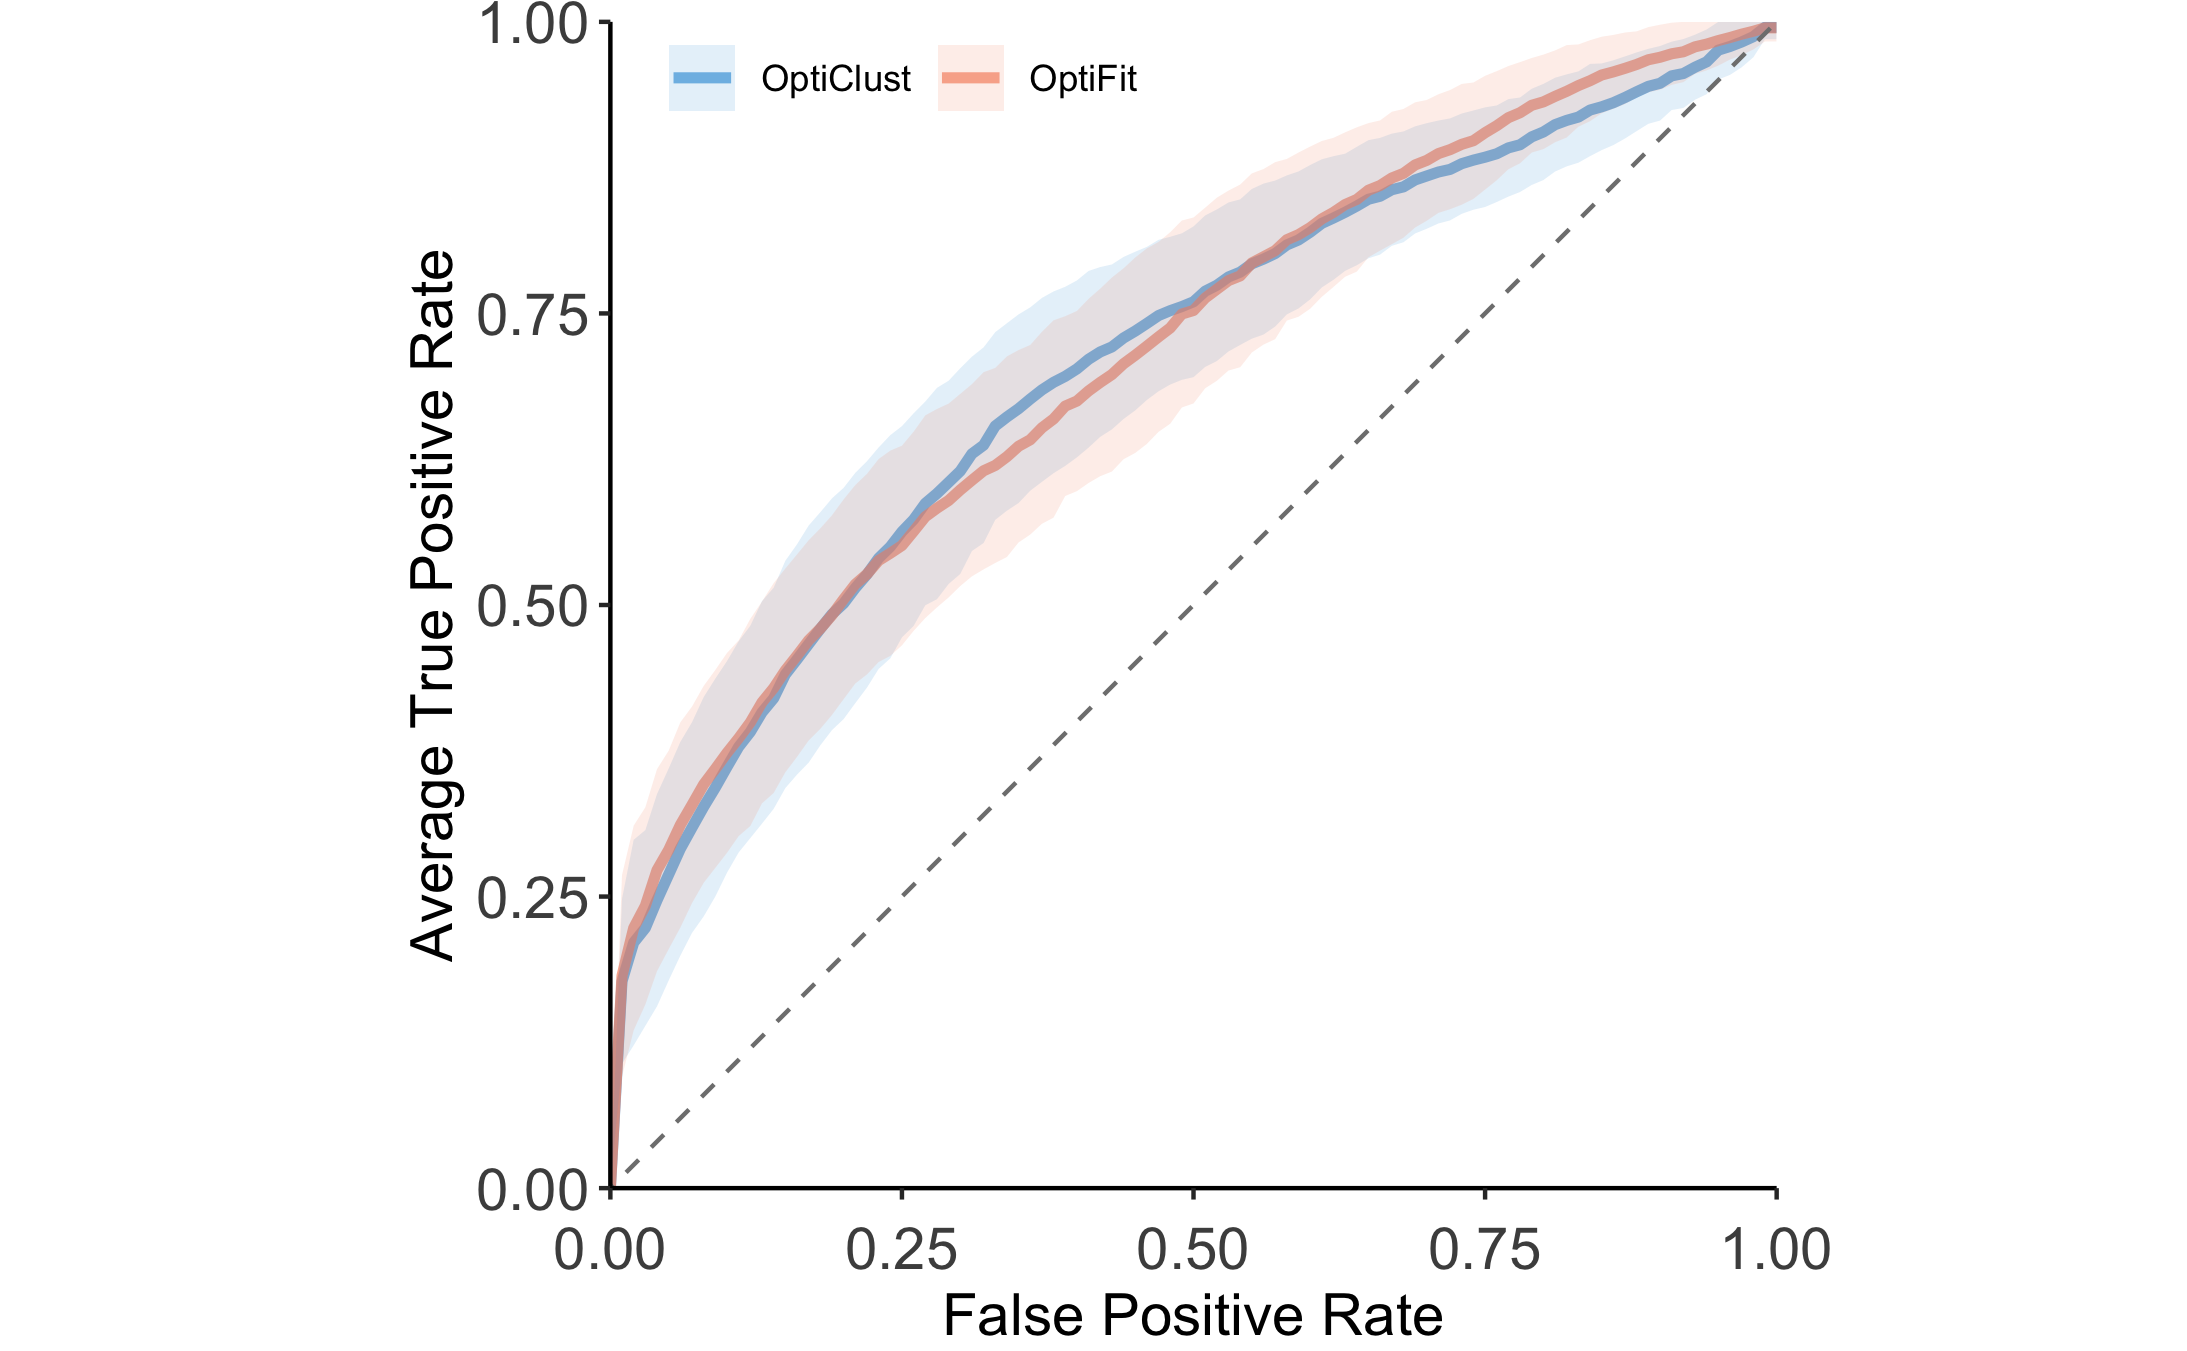 1.00
OptiClust OptiFit
0.75
0.50
0.25
0.00
Average True Positive Rate
0.00 0.25 0.50 0.75 1.00
False Positive Rate